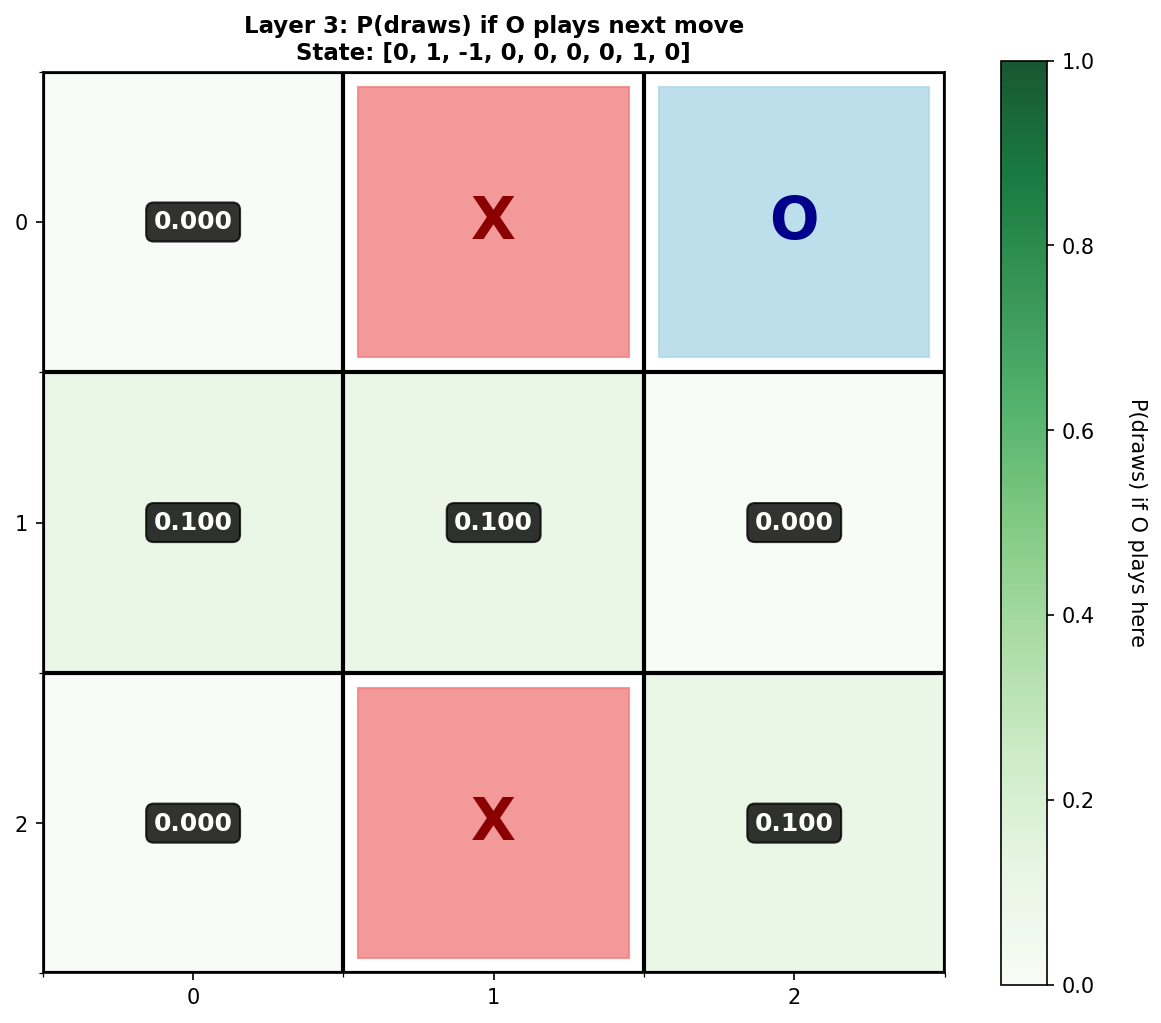 Layer 3: P(draws) if O plays next move
State: [0, 1, -1, 0, 0, 0, 0, 1, 0]
0 0.000 X O
1 0.100 0.100 0.000
2 0.000 X 0.100
0 1 2
1.0
0.8
0.6
0.4
0.2
0.0
P(draws) if O plays here